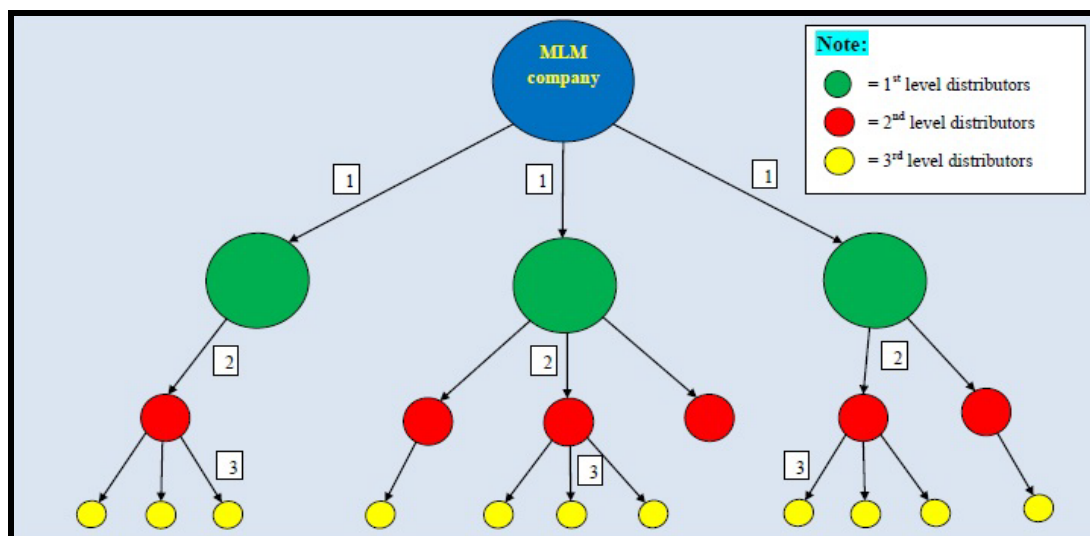 MLM
company
Note:
= 1st level distributors
= 2nd level distributors
= 3rd level distributors
1
1
1
2
2
2
3
3
3